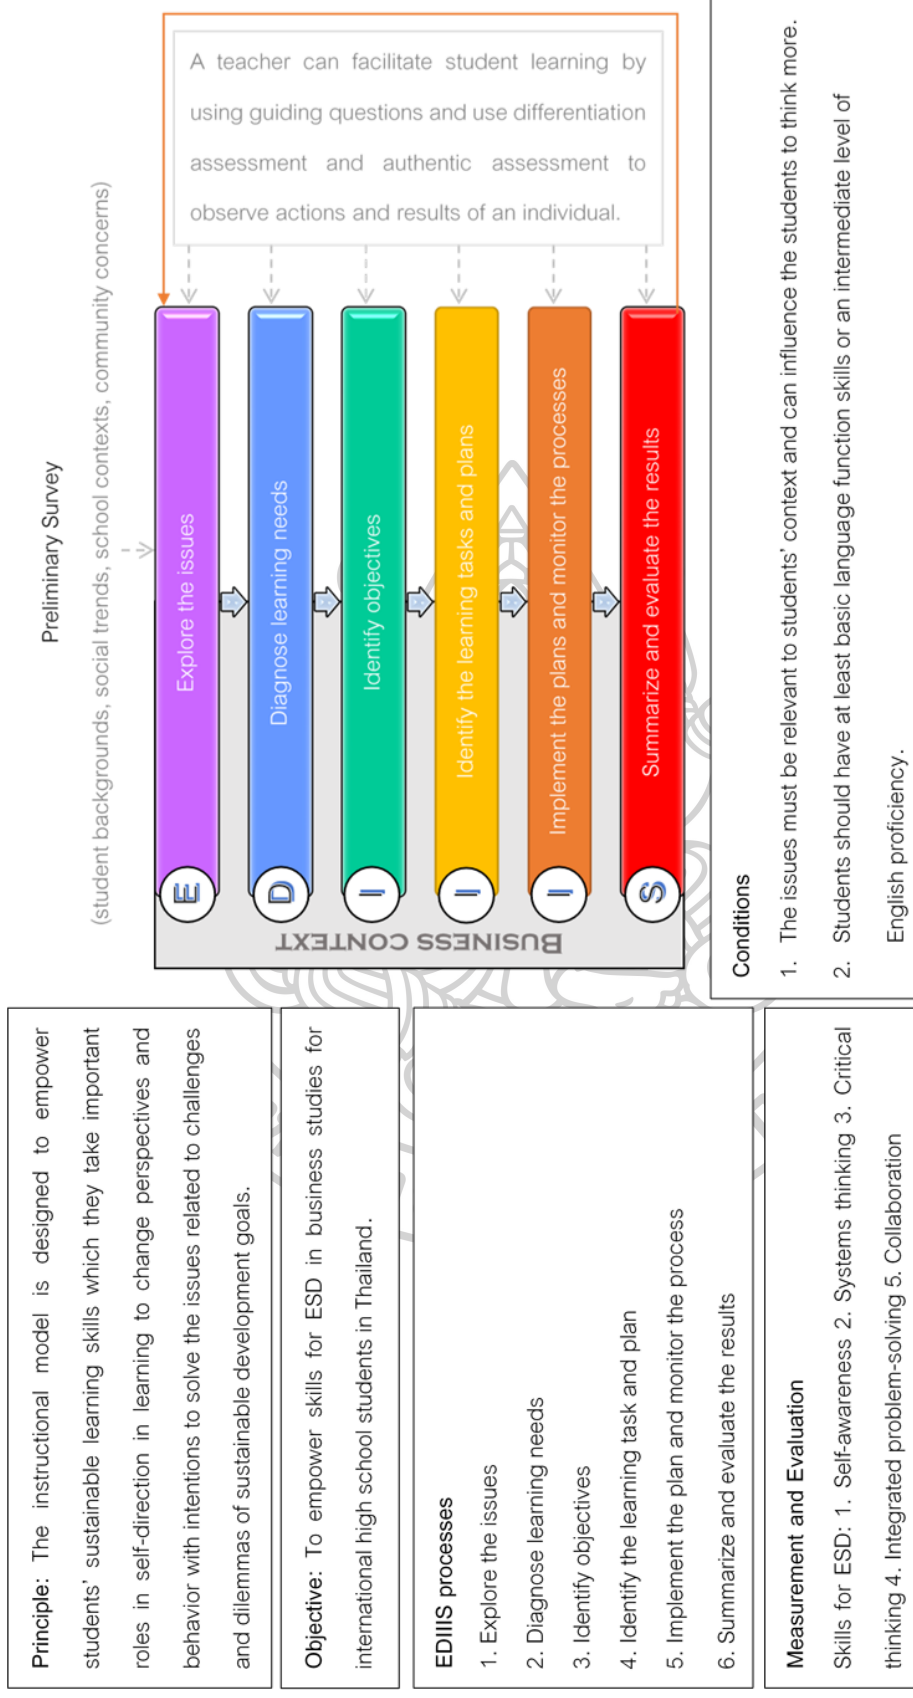 Principle: The instructional model is designed to empower
students' sustainable learning skills which they take important
roles in self-direction in learning to change perspectives and
behavior with intentions to solve the issues related to challenges
and dilemmas of sustainable development goals.
Objective: To empower skills for ESD in business studies for
international high school students in Thailand.
EDIIIS processes
1. Explore the issues
2. Diagnose learning needs
3. Identify objectives
4. Identify the learning task and plan
5. Implement the plan and monitor the process
6. Summarize and evaluate the results
Measurement and Evaluation
Skills for ESD: 1. Self-awareness 2. Systems thinking 3. Critical
thinking 4. Integrated problem-solving 5. Collaboration
Preliminary Survey
(student backgrounds, social trends, school contexts, community concerns)
BUSINESS CONTEXT
E Explore the issues
D Diagnose learning needs
I Identify objectives
I Identify the learning tasks and plans
I Implement the plans and monitor the processes
S Summarize and evaluate the results
A teacher can facilitate student learning by
using guiding questions and use differentiation
assessment and authentic assessment to
observe actions and results of an individual.
Conditions
1. The issues must be relevant to students' context and can influence the students to think more.
2. Students should have at least basic language function skills or an intermediate level of
English proficiency.